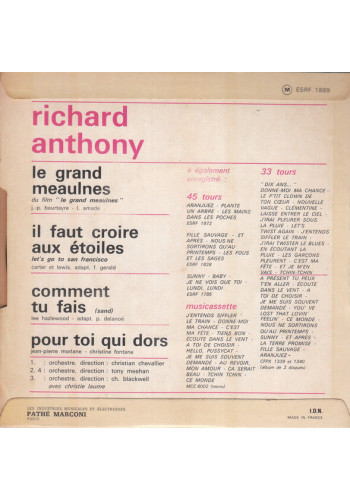 M ESRF 1889
richard
anthony
le grand
meaulnes
du film "le grand meaulnes"
j.-p. bourtayre - l. amade
il faut croire
aux étoiles
let's go to san francisco
carter et lewis, adapt. f. gérald
comment
tu fais (sand)
lee hazlewood - adapt. p. delanoë
pour toi qui dors
jean-pierre morlane - christine fontane
1. : orchestre, direction : christian chevallier
2. 4 : orchestre, direction : tony meehan
3. : orchestre, direction : ch. blackwell
avec christie laume
a également
enregistré :
45 tours
ARANJUEZ - PLANTE
UN ARBRE - LES MAINS
DANS LES POCHES
ESRF 1872
FILLE SAUVAGE - ET
APRÈS - NOUS NE
SORTIRONS QU'AU
PRINTEMPS - LES FOUS
ET LES SAGES
ESRF 1828
SUNNY - BABY -
JE NE VOIS QUE TOI -
LUNDI, LUNDI
ESRF 1796
musicassette
J'ENTENDS SIFFLER
LE TRAIN - DONNE MOI
MA CHANCE - C'EST
MA FÊTE - TIENS BON -
ÉCOUTE DANS LE VENT -
A TOI DE CHOISIR -
HELLO, PUSSYCAT -
JE ME SUIS SOUVENT
DEMANDÉ - AU REVOIR,
MON AMOUR - ÇA SERAIT
BEAU - TCHIN TCHIN -
CE MONDE
MCE 8002 (mono)
33 tours
"DIX ANS..."
DONNE-MOI MA CHANCE -
LE P'TIT CLOWN DE
TON CŒUR - NOUVELLE
VAGUE - CLÉMENTINE -
LAISSE ENTRER LE CIEL -
J'AI PLEURER SOUS
LA PLUIE - LET'S
TWIST AGAIN - J'ENTENDS
SIFFLER LE TRAIN -
J'IRAI TWISTER LE BLUES -
EN ÉCOUTANT LA
PLUIE - LES GARÇONS
PLEURENT - C'EST MA
FÊTE - ET JE M'EN
VAIS - TCHIN TCHIN -
A PRÉSENT TU PEUX
T'EN ALLER - ÉCOUTE
DANS LE VENT - A
TOI DE CHOISIR -
JE ME SUIS SOUVENT
DEMANDÉ - YOU' VE
LOST THAT LOVIN'
FEELIN' - CE MONDE -
NOUS NE SORTIRONS
QU'AU PRINTEMPS -
SUNNY - ET APRÈS -
LA TERRE PROMISE -
FILLE SAUVAGE -
ARANJUEZ -
CPTX 1339 et 1340
(album de 2 disques)
LES INDUSTRIES MUSICALES ET ÉLECTRIQUES
PATHÉ MARCONI
PARIS
I.D.N.
MADE IN FRANCE